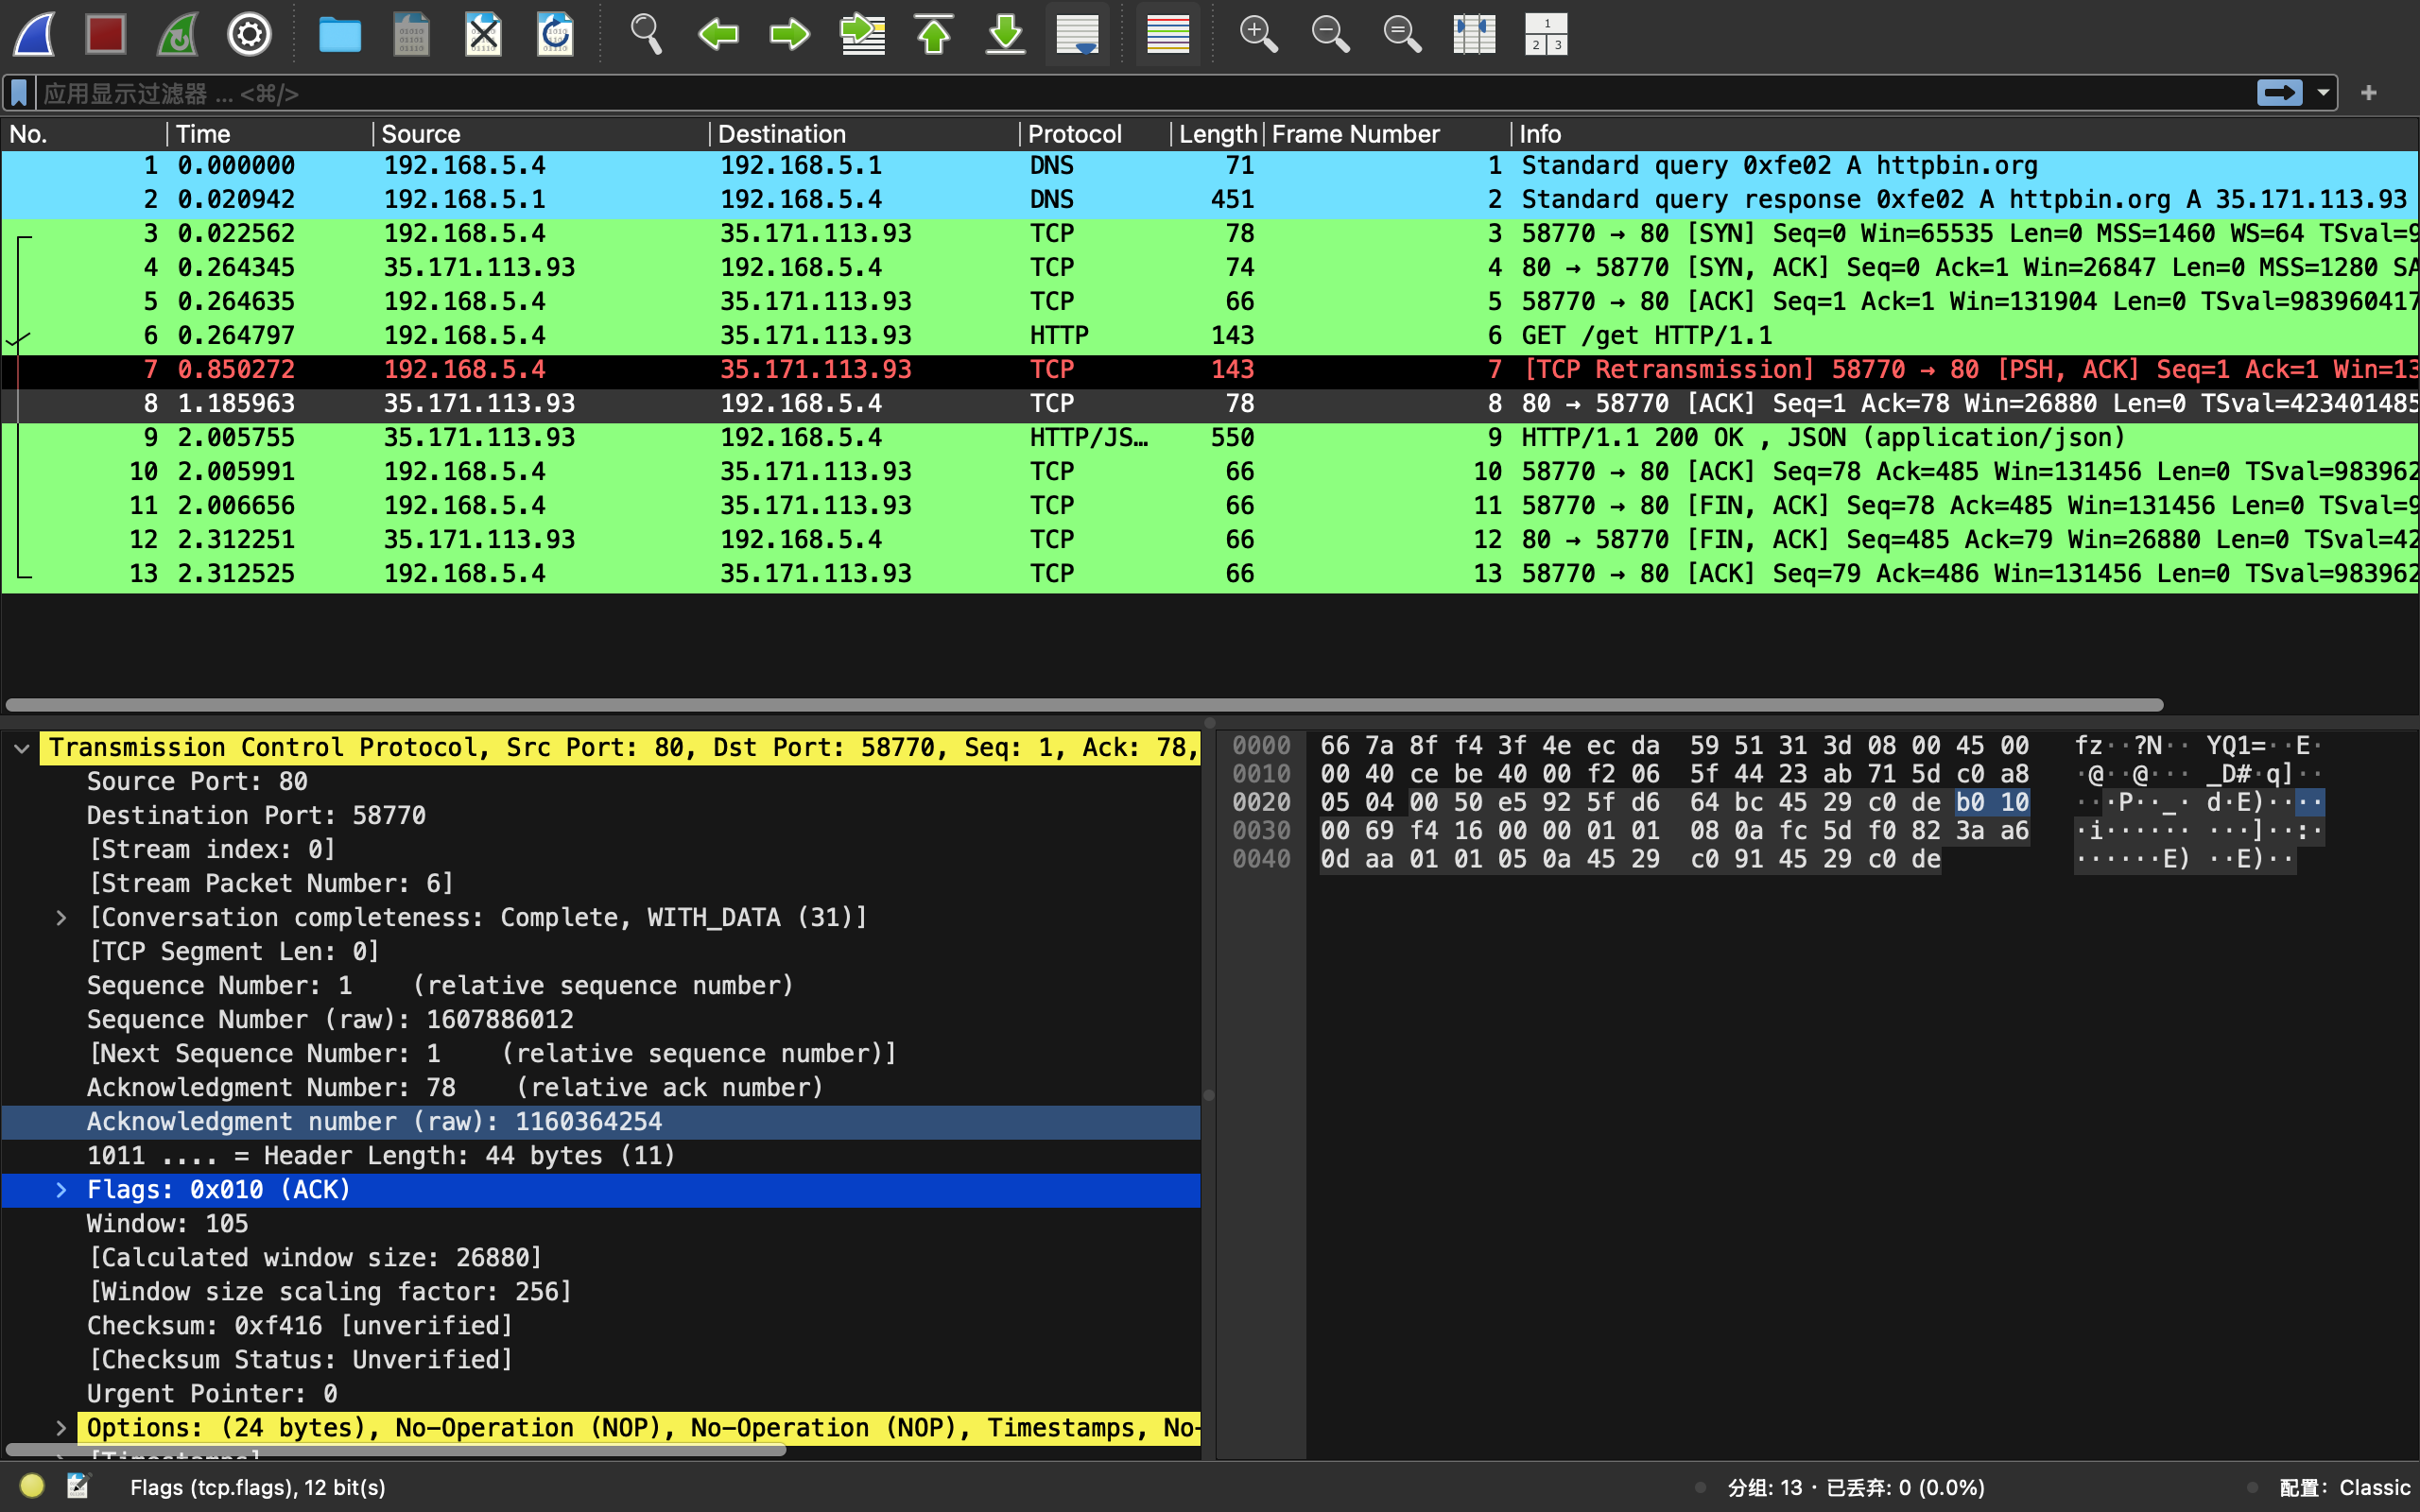 应用显示过滤器 … <⌘/>
No. Time Source Destination Protocol Length Frame Number Info
1 0.000000 192.168.5.4 192.168.5.1 DNS 71 1 Standard query 0xfe02 A httpbin.org
2 0.020942 192.168.5.1 192.168.5.4 DNS 451 2 Standard query response 0xfe02 A httpbin.org A 35.171.113.93
3 0.022562 192.168.5.4 35.171.113.93 TCP 78 3 58770 → 80 [SYN] Seq=0 Win=65535 Len=0 MSS=1460 WS=64 TSval=9
4 0.264345 35.171.113.93 192.168.5.4 TCP 74 4 80 → 58770 [SYN, ACK] Seq=0 Ack=1 Win=26847 Len=0 MSS=1280 SA
5 0.264635 192.168.5.4 35.171.113.93 TCP 66 5 58770 → 80 [ACK] Seq=1 Ack=1 Win=131904 Len=0 TSval=983960417
6 0.264797 192.168.5.4 35.171.113.93 HTTP 143 6 GET /get HTTP/1.1
7 0.850272 192.168.5.4 35.171.113.93 TCP 143 7 [TCP Retransmission] 58770 → 80 [PSH, ACK] Seq=1 Ack=1 Win=13
8 1.185963 35.171.113.93 192.168.5.4 TCP 78 8 80 → 58770 [ACK] Seq=1 Ack=78 Win=26880 Len=0 TSval=423401485
9 2.005755 35.171.113.93 192.168.5.4 HTTP/JS… 550 9 HTTP/1.1 200 OK , JSON (application/json)
10 2.005991 192.168.5.4 35.171.113.93 TCP 66 10 58770 → 80 [ACK] Seq=78 Ack=485 Win=131456 Len=0 TSval=983962
11 2.006656 192.168.5.4 35.171.113.93 TCP 66 11 58770 → 80 [FIN, ACK] Seq=78 Ack=485 Win=131456 Len=0 TSval=9
12 2.312251 35.171.113.93 192.168.5.4 TCP 66 12 80 → 58770 [FIN, ACK] Seq=485 Ack=79 Win=26880 Len=0 TSval=42
13 2.312525 192.168.5.4 35.171.113.93 TCP 66 13 58770 → 80 [ACK] Seq=79 Ack=486 Win=131456 Len=0 TSval=983962
Transmission Control Protocol, Src Port: 80, Dst Port: 58770, Seq: 1, Ack: 78,
Source Port: 80
Destination Port: 58770
[Stream index: 0]
[Stream Packet Number: 6]
[Conversation completeness: Complete, WITH_DATA (31)]
[TCP Segment Len: 0]
Sequence Number: 1 (relative sequence number)
Sequence Number (raw): 1607886012
[Next Sequence Number: 1 (relative sequence number)]
Acknowledgment Number: 78 (relative ack number)
Acknowledgment number (raw): 1160364254
1011 .... = Header Length: 44 bytes (11)
Flags: 0x010 (ACK)
Window: 105
[Calculated window size: 26880]
[Window size scaling factor: 256]
Checksum: 0xf416 [unverified]
[Checksum Status: Unverified]
Urgent Pointer: 0
Options: (24 bytes), No-Operation (NOP), No-Operation (NOP), Timestamps, No-
[Timestamps]
0000 66 7a 8f f4 3f 4e ec da 59 51 31 3d 08 00 45 00 fz··?N·· YQ1=··E·
0010 00 40 ce be 40 00 f2 06 5f 44 23 ab 71 5d c0 a8 ·@··@··· _D#·q]··
0020 05 04 00 50 e5 92 5f d6 64 bc 45 29 c0 de b0 10 ···P··_· d·E)····
0030 00 69 f4 16 00 00 01 01 08 0a fc 5d f0 82 3a a6 ·i······ ···]··:·
0040 0d aa 01 01 05 0a 45 29 c0 91 45 29 c0 de ······E) ··E)··
Flags (tcp.flags), 12 bit(s)
分组: 13 · 已丢弃: 0 (0.0%)
配置: Classic